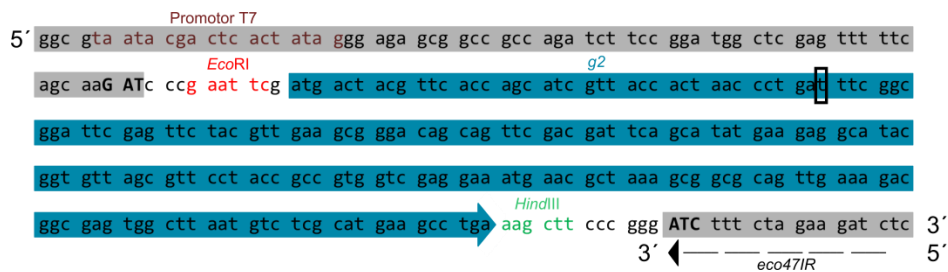 Promotor T7
5´ ggc gta ata cga ctc act ata ggg aga gcg gcc gcc aga tct tcc gga tgg ctc gag ttt ttc
EcoRI g2
agc aaG AT c ccg aat tcg atg act acg ttc acc agc atc gtt acc act aac cct gat ttc ggc
gga ttc gag ttc tac gtt gaa gcg gga cag cag ttc gac gat tca gca tat gaa gag gca tac
ggt gtt agc gtt cct acc gcc gtg gtc gag gaa atg aac gct aaa gcg gcg cag ttg aaa gac
HindIII
ggc gag tgg ctt aat gtc tcg cat gaa gcc tga aag ctt ccc ggg ATC ttt cta gaa gat ctc 3´
3´ eco47IR 5´